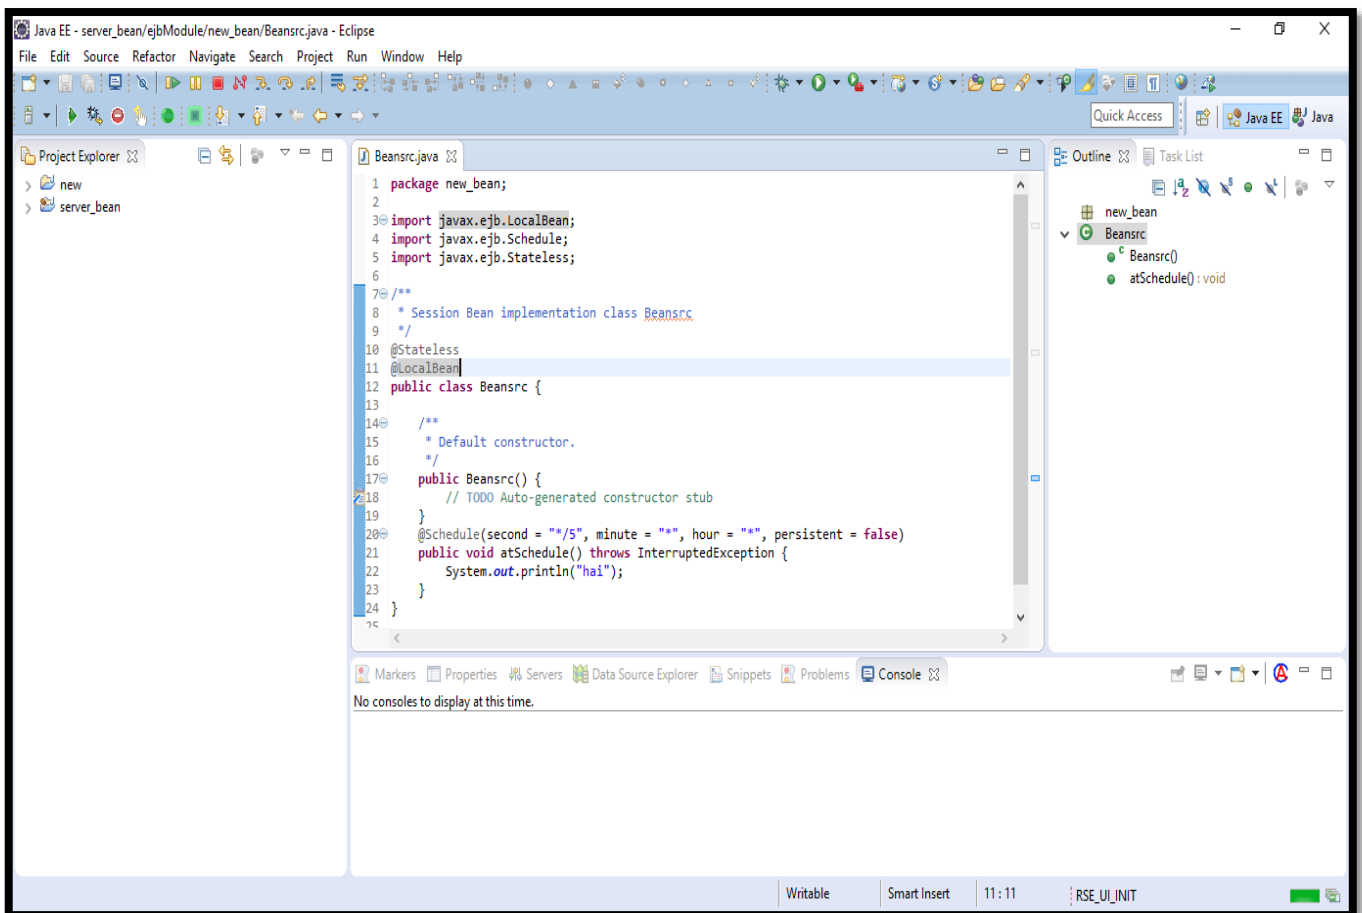 Java EE - server_bean/ejbModule/new_bean/Beansrc.java - Eclipse
File Edit Source Refactor Navigate Search Project Run Window Help
Quick Access Java EE Java
Project Explorer
new
server_bean
Beansrc.java
1 package new_bean;
2
3 import javax.ejb.LocalBean;
4 import javax.ejb.Schedule;
5 import javax.ejb.Stateless;
6
7 /**
8 * Session Bean implementation class Beansrc
9 */
10 @Stateless
11 @LocalBean
12 public class Beansrc {
13
14 /**
15 * Default constructor.
16 */
17 public Beansrc() {
18 // TODO Auto-generated constructor stub
19 }
20 @Schedule(second = "*/5", minute = "*", hour = "*", persistent = false)
21 public void atSchedule() throws InterruptedException {
22 System.out.println("hai");
23 }
24 }
25
Outline Task List
new_bean
Beansrc
Beansrc()
atSchedule() : void
Markers Properties Servers Data Source Explorer Snippets Problems Console
No consoles to display at this time.
Writable Smart Insert 11 : 11 RSE_UI_INIT